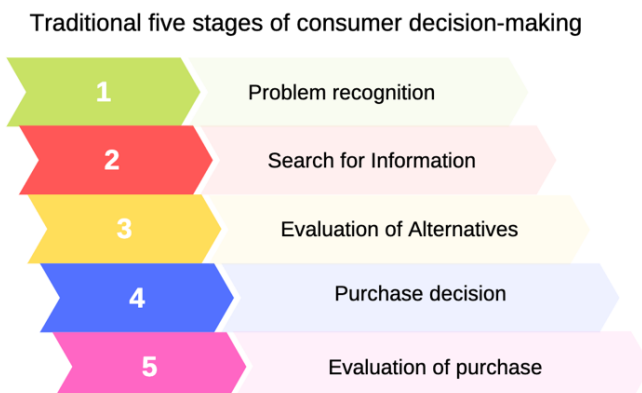 Traditional five stages of consumer decision-making
1 Problem recognition
2 Search for Information
3 Evaluation of Alternatives
4 Purchase decision
5 Evaluation of purchase